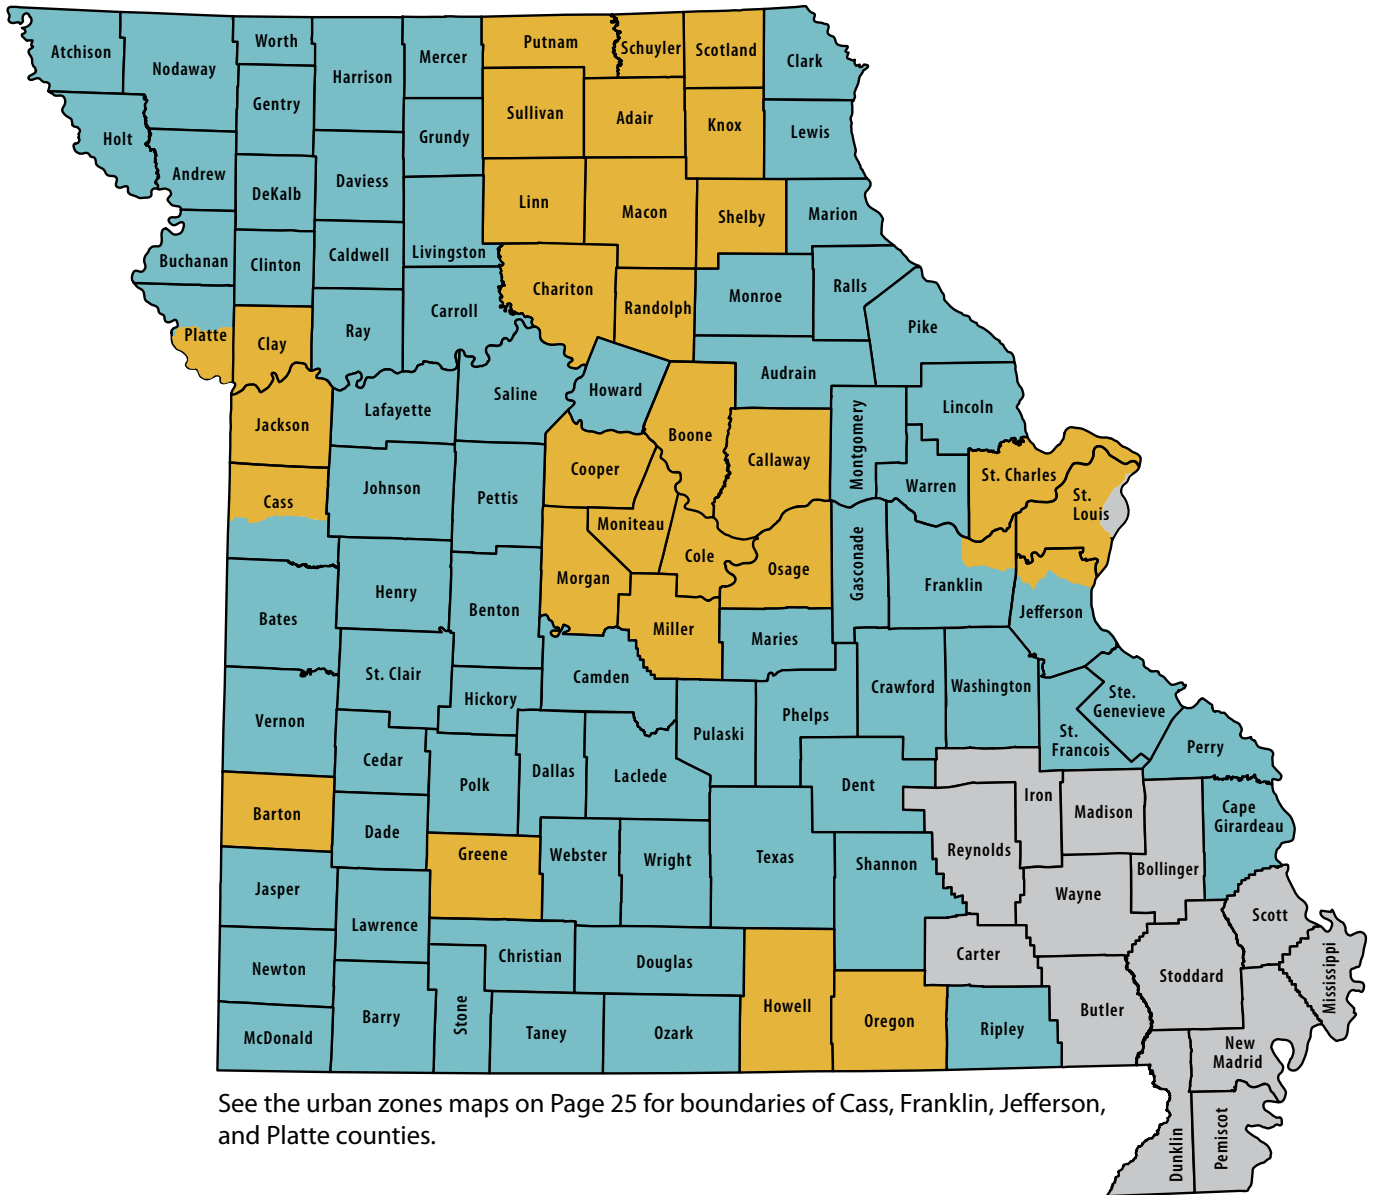 Atchison
Nodaway
Worth
Harrison
Mercer
Putnam
Schuyler
Scotland
Clark
Gentry
Sullivan
Adair
Knox
Lewis
Holt
Grundy
Andrew
DeKalb
Daviess
Linn
Macon
Shelby
Marion
Buchanan
Clinton
Caldwell
Livingston
Chariton
Randolph
Monroe
Ralls
Pike
Platte
Clay
Ray
Carroll
Audrain
Jackson
Lafayette
Saline
Howard
Boone
Callaway
Montgomery
Lincoln
Cass
Johnson
Pettis
Cooper
Moniteau
Cole
Osage
Gasconade
Warren
St. Charles
St.
Louis
Franklin
Jefferson
Bates
Henry
Benton
Morgan
Miller
Maries
St. Clair
Hickory
Camden
Pulaski
Phelps
Crawford
Washington
St.
Francois
Ste.
Genevieve
Perry
Vernon
Cedar
Polk
Dallas
Laclede
Dent
Iron
Madison
Cape
Girardeau
Barton
Dade
Greene
Webster
Wright
Texas
Shannon
Reynolds
Wayne
Bollinger
Jasper
Lawrence
Christian
Douglas
Carter
Stoddard
Scott
Mississippi
Newton
McDonald
Barry
Stone
Taney
Ozark
Howell
Oregon
Ripley
Butler
New
Madrid
Dunklin
Pemiscot
See the urban zones maps on Page 25 for boundaries of Cass, Franklin, Jefferson,
and Platte counties.